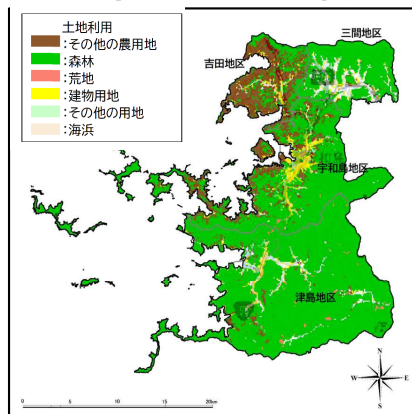 土地利用
:その他の農用地
:森林
:荒地
:建物用地
:その他の用地
:海浜
三間地区
吉田地区
宇和島地区
津島地区
N
W E
S
0 5 10 15 20km